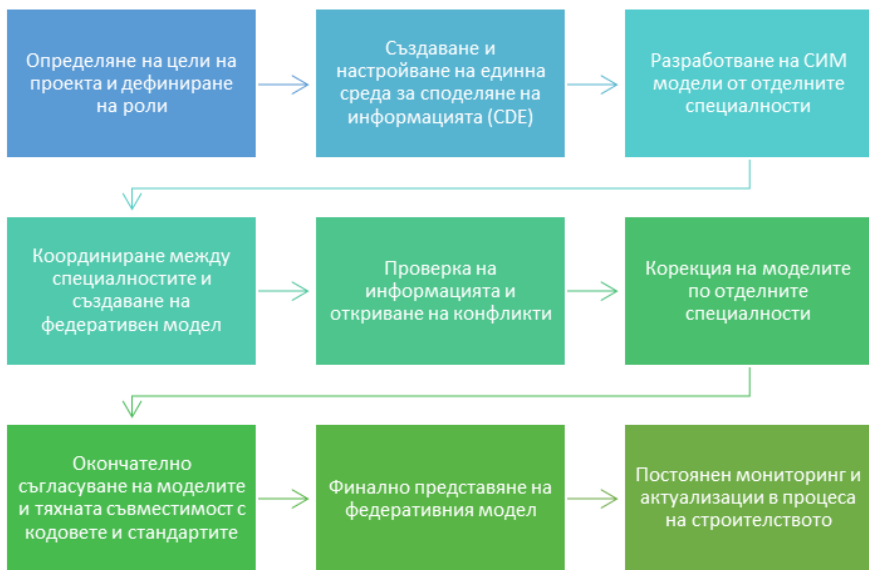 Определяне на цели на
проекта и дефиниране
на роли
Създаване и
настройване на единна
среда за споделяне на
информацията (CDE)
Разработване на СИМ
модели от отделните
специалности
Координиране между
специалностите и
създаване на
федеративен модел
Проверка на
информацията и
откриване на конфликти
Корекция на моделите
по отделните
специалности
Окончателно
съгласуване на моделите
и тяхната съвместимост с
кодовете и стандартите
Финално представяне на
федеративния модел
Постоянен мониторинг и
актуализации в процеса
на строителството